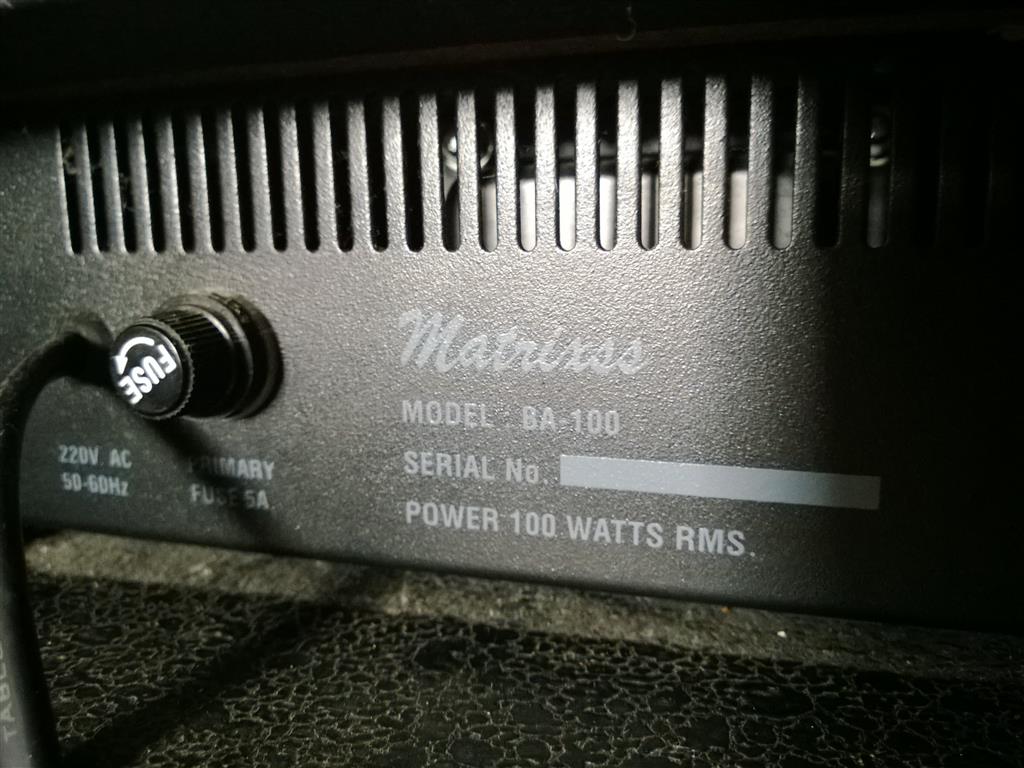 Matrixss
MODEL : BA-100
SERIAL No.
POWER 100 WATTS RMS.
FUSE
220V. AC
50-60Hz
PRIMARY
FUSE 5A